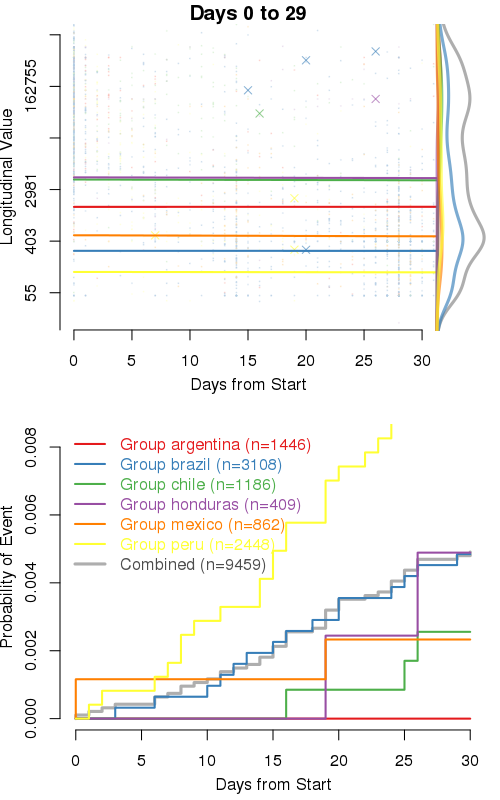 Days 0 to 29
Longitudinal Value
162755
2981
403
55
0 5 10 15 20 25 30
Days from Start
Probability of Event
0.008
0.006
0.004
0.002
0.000
Group argentina (n=1446)
Group brazil (n=3108)
Group chile (n=1186)
Group honduras (n=409)
Group mexico (n=862)
Group peru (n=2448)
Combined (n=9459)
0 5 10 15 20 25 30
Days from Start